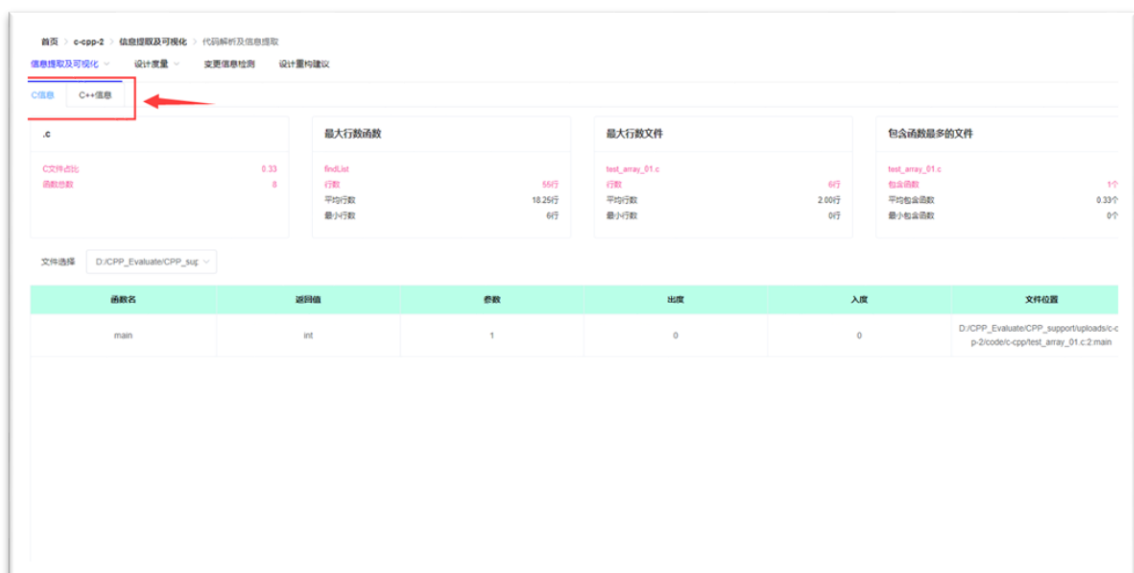 首页 > c-cpp-2 > 信息提取及可视化 > 代码解析及信息提取
信息提取及可视化 设计度量 变更信息检测 设计重构建议
C信息 C++信息
.c
C文件占比 0.33
函数总数 8
最大行数函数
findList
行数 55行
平均行数 18.25行
最小行数 6行
最大行数文件
test_array_01.c
行数 6行
平均行数 2.00行
最小行数 0行
包含函数最多的文件
test_array_01.c
包含函数 1个
平均包含函数 0.33个
最小包含函数 0个
文件选择 D:/CPP_Evaluate/CPP_sup
函数名 返回值 参数 出度 入度 文件位置
main int 1 0 0 D:/CPP_Evaluate/CPP_support/uploads/c-c
p-2/code/c-cpp/test_array_01.c:2:main